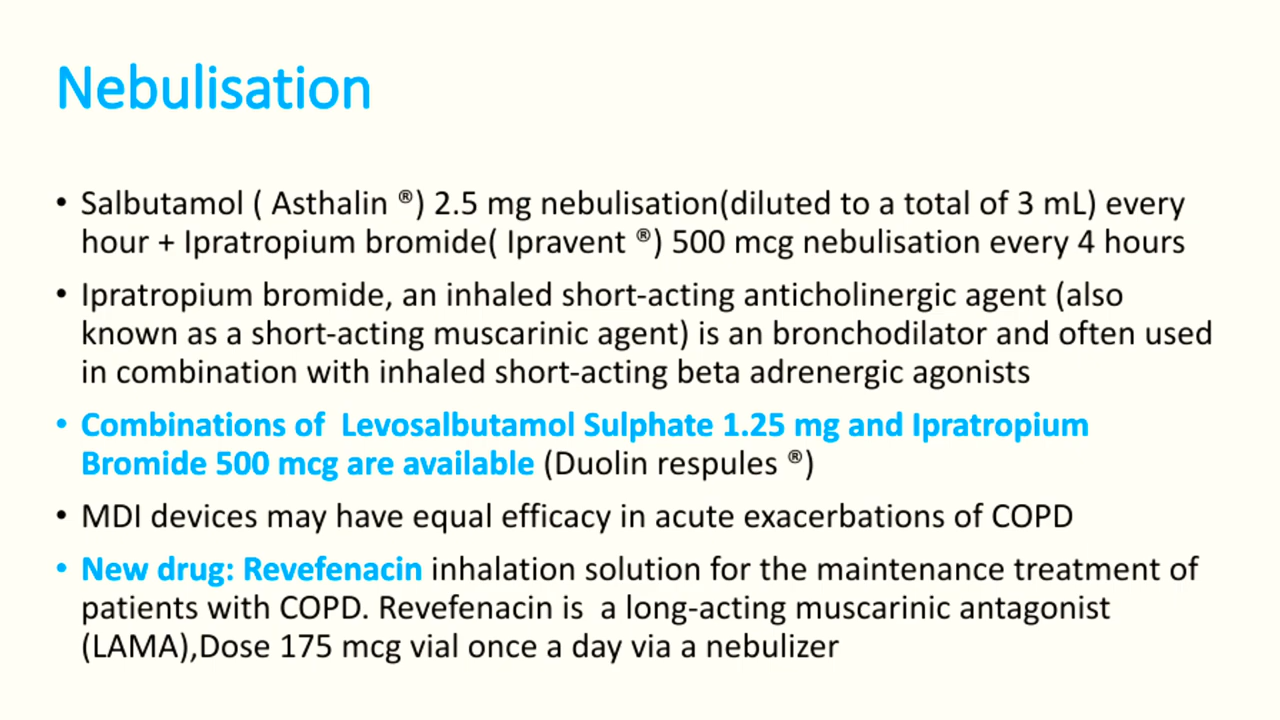 Nebulisation
• Salbutamol ( Asthalin ®) 2.5 mg nebulisation(diluted to a total of 3 mL) every
hour + Ipratropium bromide( Ipravent ®) 500 mcg nebulisation every 4 hours
• Ipratropium bromide, an inhaled short-acting anticholinergic agent (also
known as a short-acting muscarinic agent) is an bronchodilator and often used
in combination with inhaled short-acting beta adrenergic agonists
• Combinations of  Levosalbutamol Sulphate 1.25 mg and Ipratropium
Bromide 500 mcg are available (Duolin respules ®)
• MDI devices may have equal efficacy in acute exacerbations of COPD
• New drug: Revefenacin inhalation solution for the maintenance treatment of
patients with COPD. Revefenacin is  a long-acting muscarinic antagonist
(LAMA),Dose 175 mcg vial once a day via a nebulizer